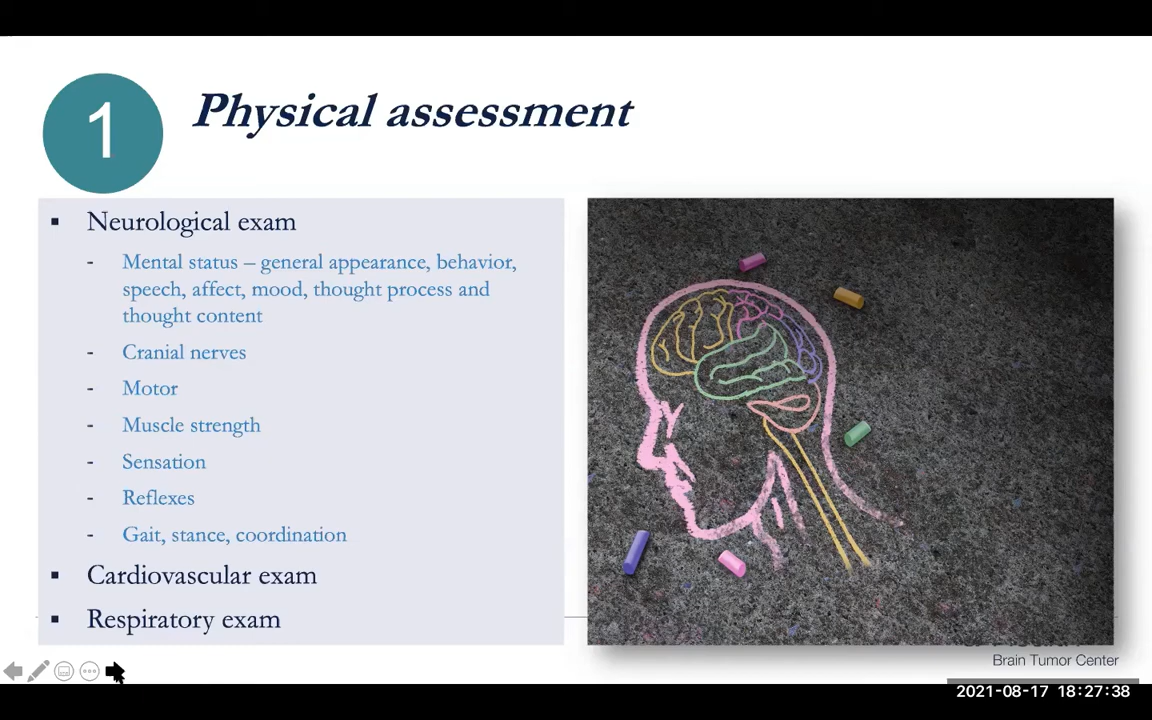 1
Physical assessment
▪ Neurological exam
- Mental status – general appearance, behavior,
speech, affect, mood, thought process and
thought content
- Cranial nerves
- Motor
- Muscle strength
- Sensation
- Reflexes
- Gait, stance, coordination
▪ Cardiovascular exam
▪ Respiratory exam
Brain Tumor Center
2021-08-17 18:27:38